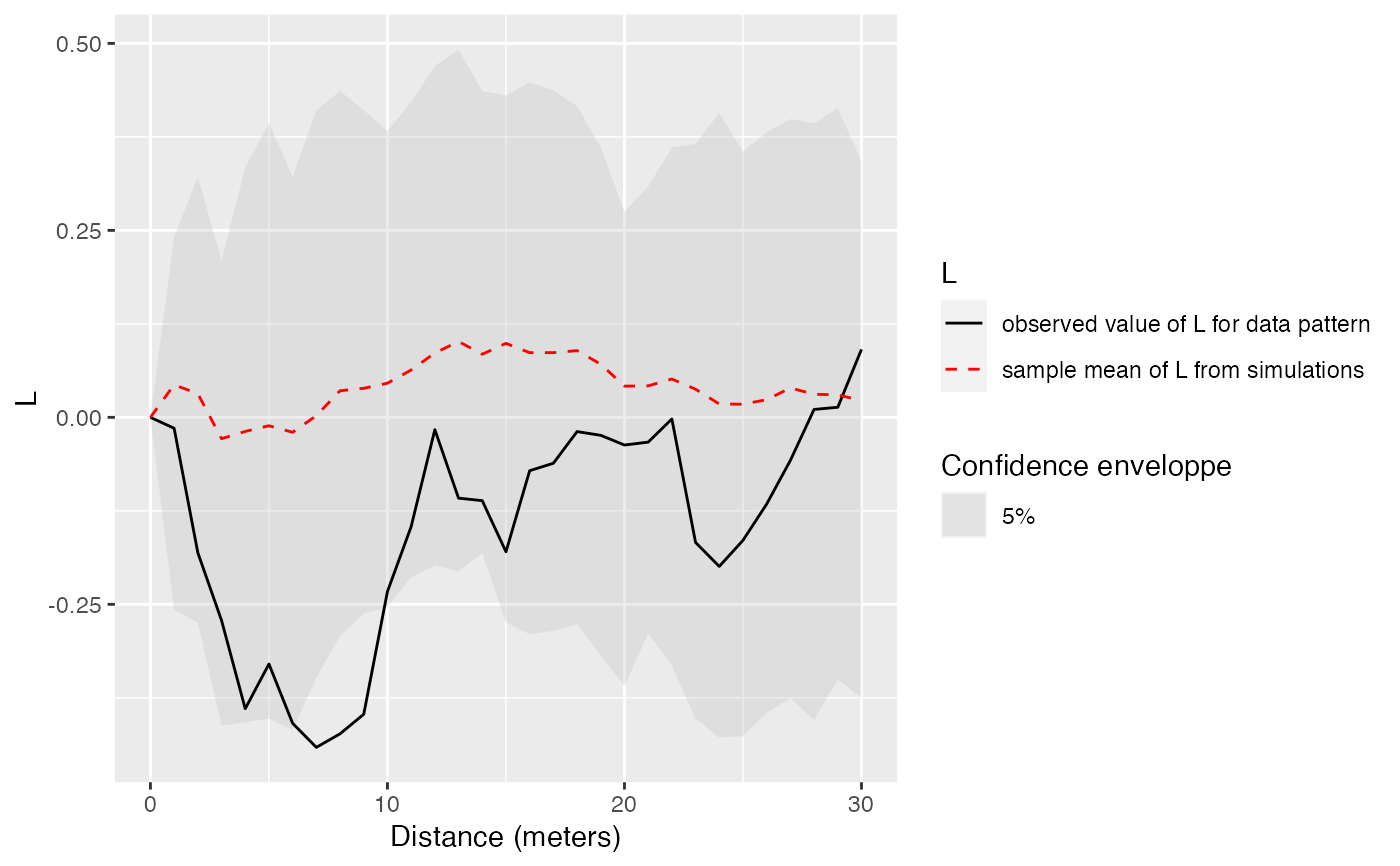 0.50
0.25
0.00
-0.25
L
0
10
20
30
Distance (meters)
L
observed value of L for data pattern
sample mean of L from simulations
Confidence enveloppe
5%